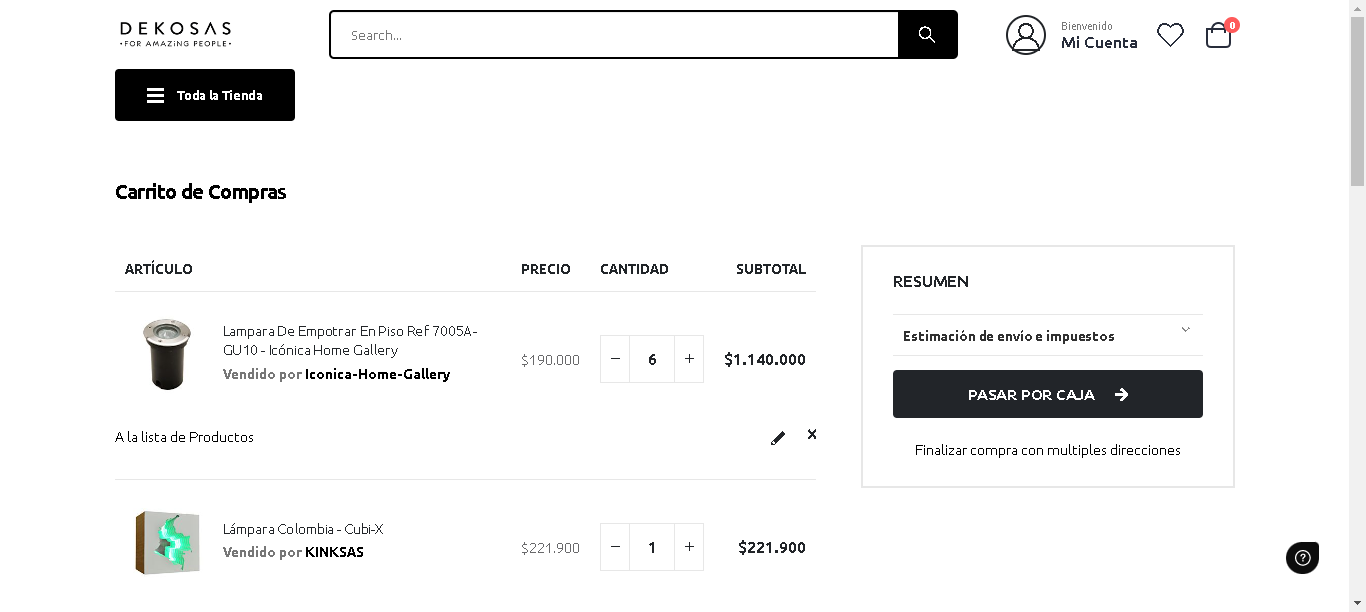 DEKOSAS
•FOR AMAZING PEOPLE•
Search...
Bienvenido
Mi Cuenta
0
Toda la Tienda
Carrito de Compras
ARTÍCULO PRECIO CANTIDAD SUBTOTAL
RESUMEN
Lampara De Empotrar En Piso Ref 7005A-
GU10 - Icónica Home Gallery
Vendido por Iconica-Home-Gallery
$190.000 − 6 + $1.140.000
Estimación de envío e impuestos
PASAR POR CAJA
Finalizar compra con multiples direcciones
A la lista de Productos
Lámpara Colombia - Cubi-X
Vendido por KINKSAS
$221.900 − 1 + $221.900